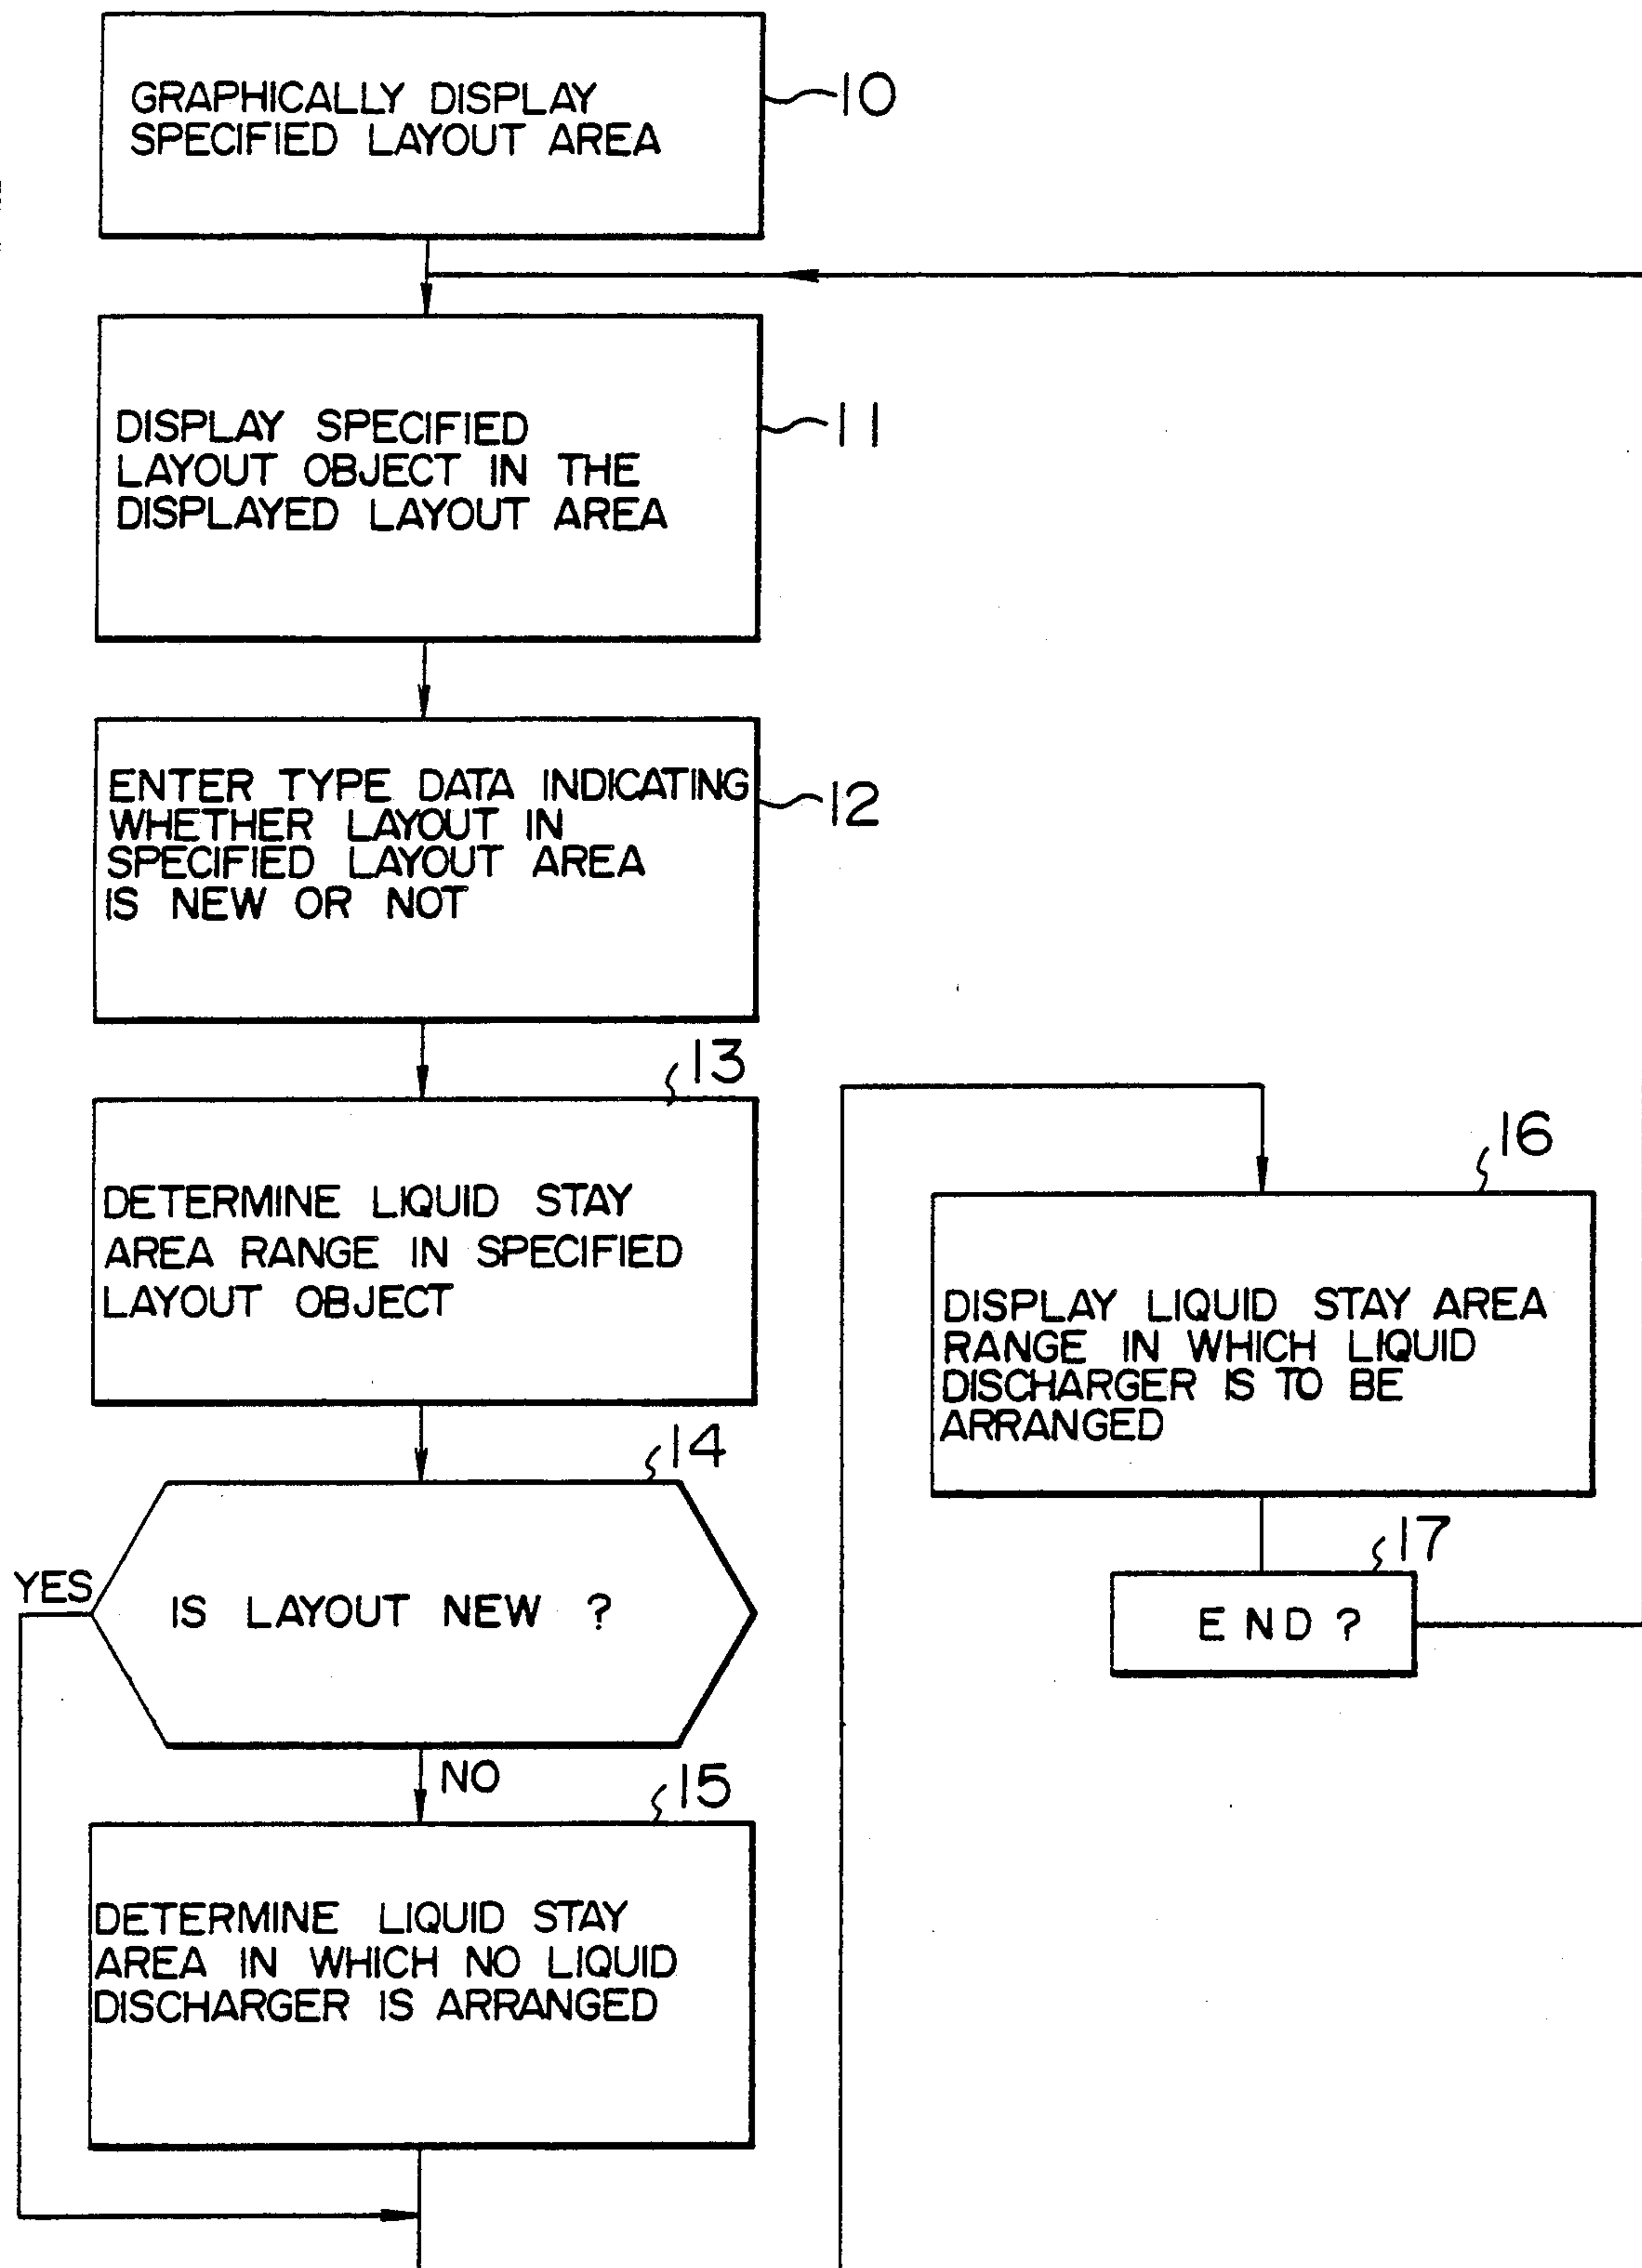 GRAPHICALLY DISPLAY
SPECIFIED LAYOUT AREA
10
DISPLAY SPECIFIED
LAYOUT OBJECT IN THE
DISPLAYED LAYOUT AREA
11
ENTER TYPE DATA INDICATING
WHETHER LAYOUT IN
SPECIFIED LAYOUT AREA
IS NEW OR NOT
12
13
DETERMINE LIQUID STAY
AREA RANGE IN SPECIFIED
LAYOUT OBJECT
14
YES
IS LAYOUT NEW ?
NO
15
DETERMINE LIQUID STAY
AREA IN WHICH NO LIQUID
DISCHARGER IS ARRANGED
16
DISPLAY LIQUID STAY AREA
RANGE IN WHICH LIQUID
DISCHARGER IS TO BE
ARRANGED
17
END ?